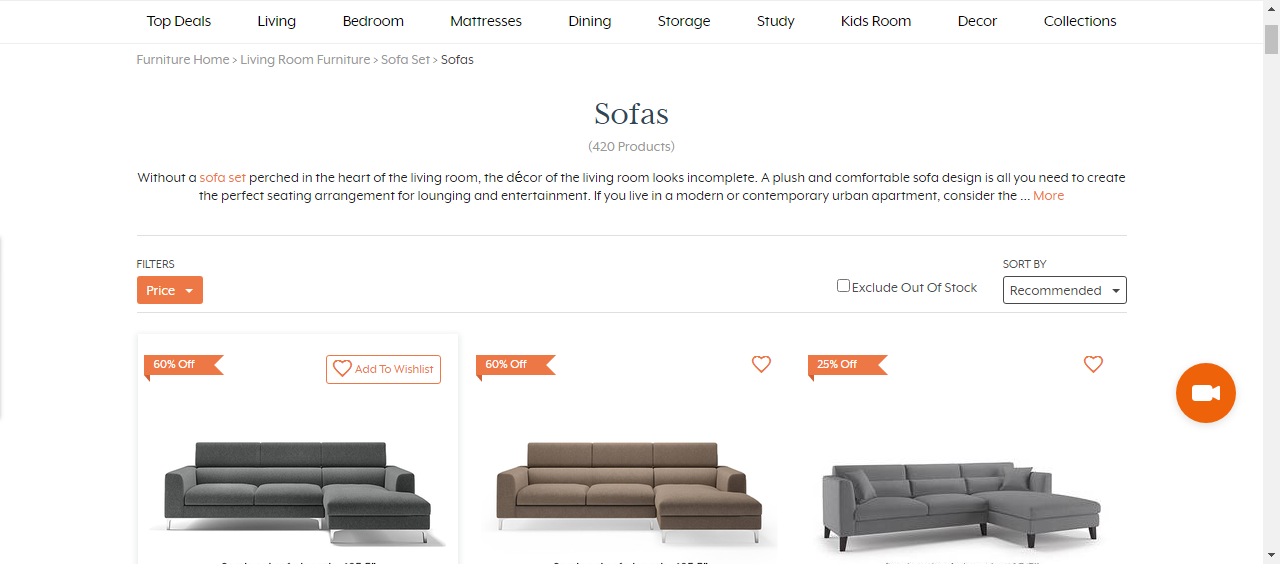 Top Deals Living Bedroom Mattresses Dining Storage Study Kids Room Decor Collections
Furniture Home > Living Room Furniture > Sofa Set > Sofas
Sofas
(420 Products)
Without a sofa set perched in the heart of the living room, the décor of the living room looks incomplete. A plush and comfortable sofa design is all you need to create
the perfect seating arrangement for lounging and entertainment. If you live in a modern or contemporary urban apartment, consider the ... More
FILTERS
Price
Exclude Out Of Stock
SORT BY
Recommended
60% Off
Add To Wishlist
60% Off
25% Off